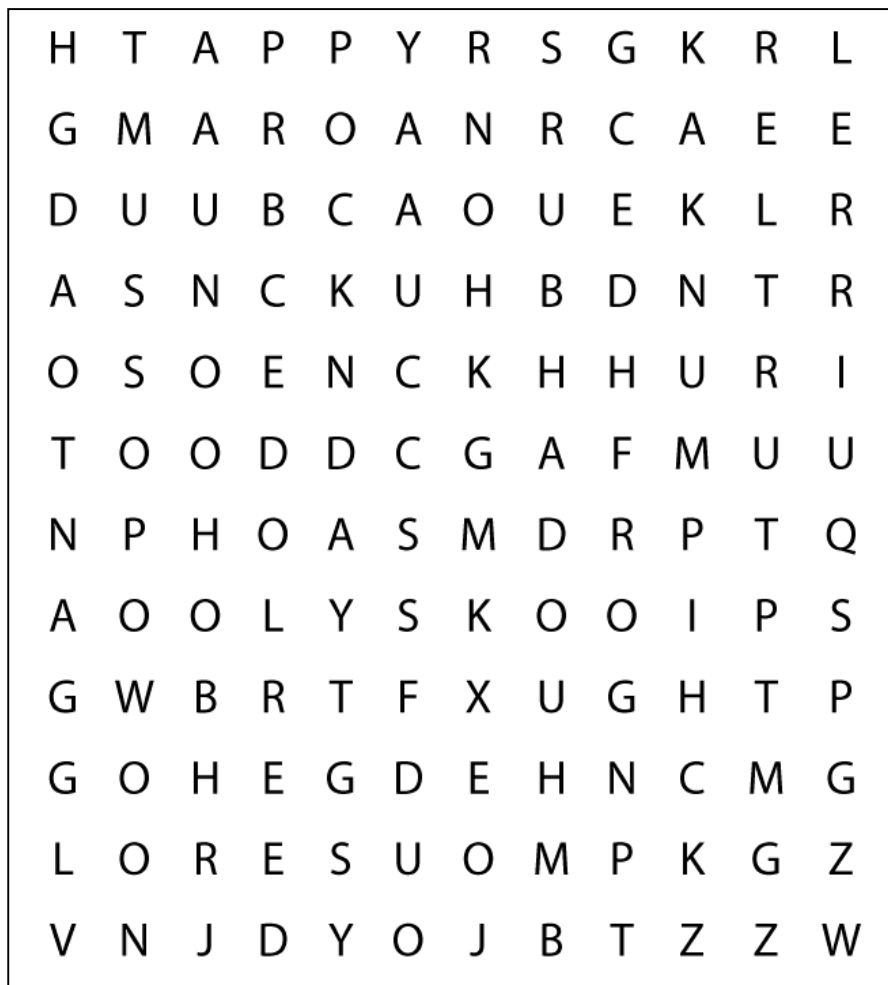 H T A P P Y R S G K R L
G M A R O A N R C A E E
D U U B C A O U E K L R
A S N C K U H B D N T R
O S O E N C K H H U R I
T O O D D C G A F M U U
N P H O A S M D R P T Q
A O O L Y S K O O I P S
G W B R T F X U G H T P
G O H E G D E H N C M G
L O R E S U O M P K G Z
V N J D Y O J B T Z Z W